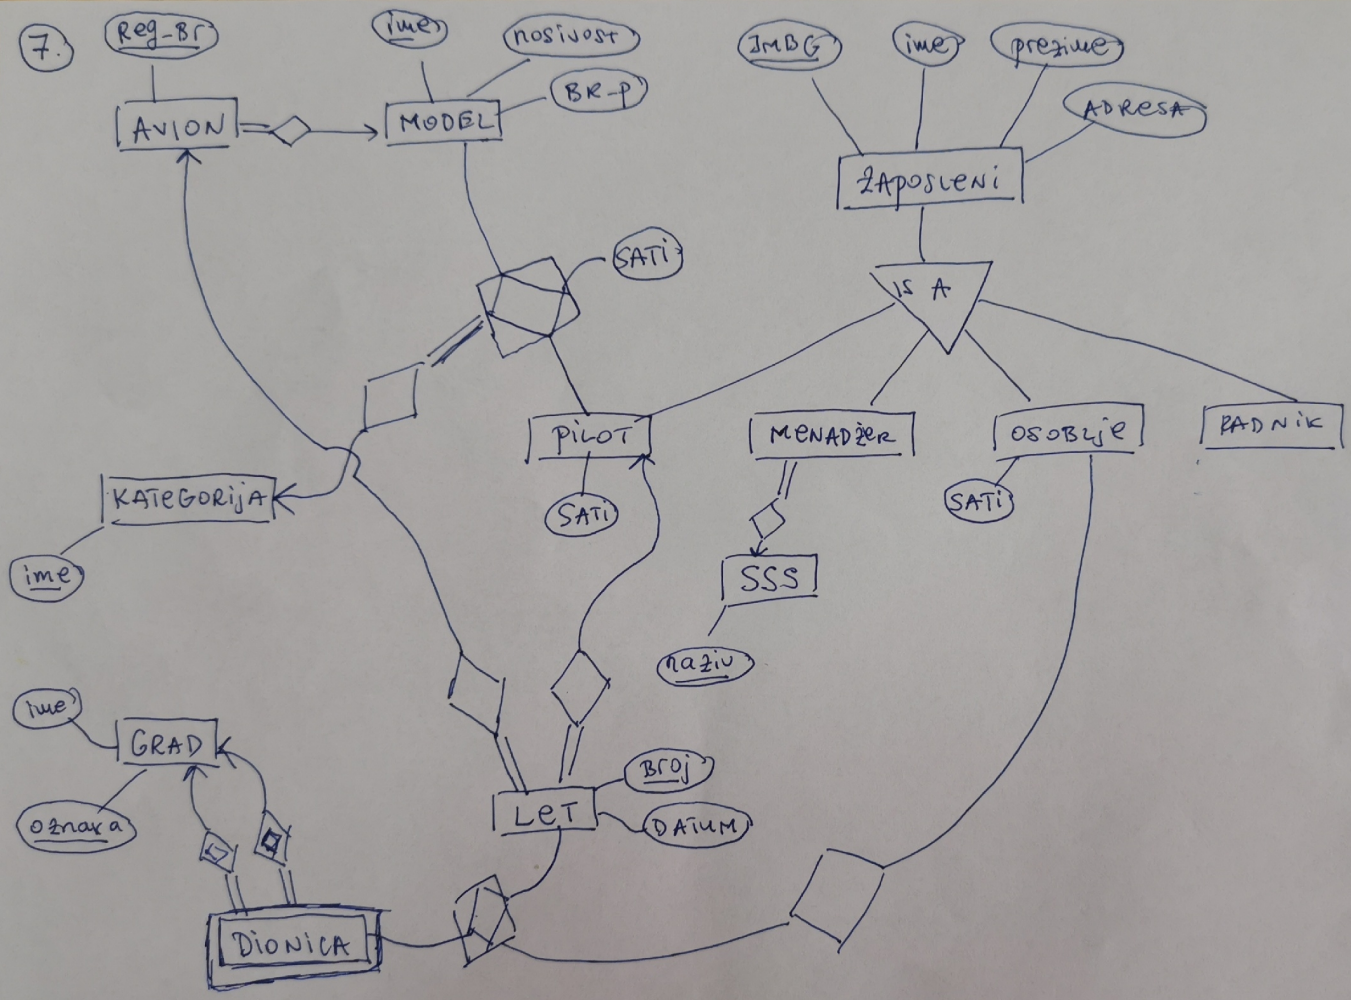 7.
Reg_Br
ime
nosivost
BR-P
AVION
MODEL
JMBG
ime
prezime
ADRESA
ZAPOSLENI
IS A
SATI
PILOT
MENADŽER
OSOBLJE
RADNIK
SATI
SATI
KATEGORIJA
ime
SSS
naziv
ime
GRAD
oznaka
Broj
LET
DATUM
DIONICA